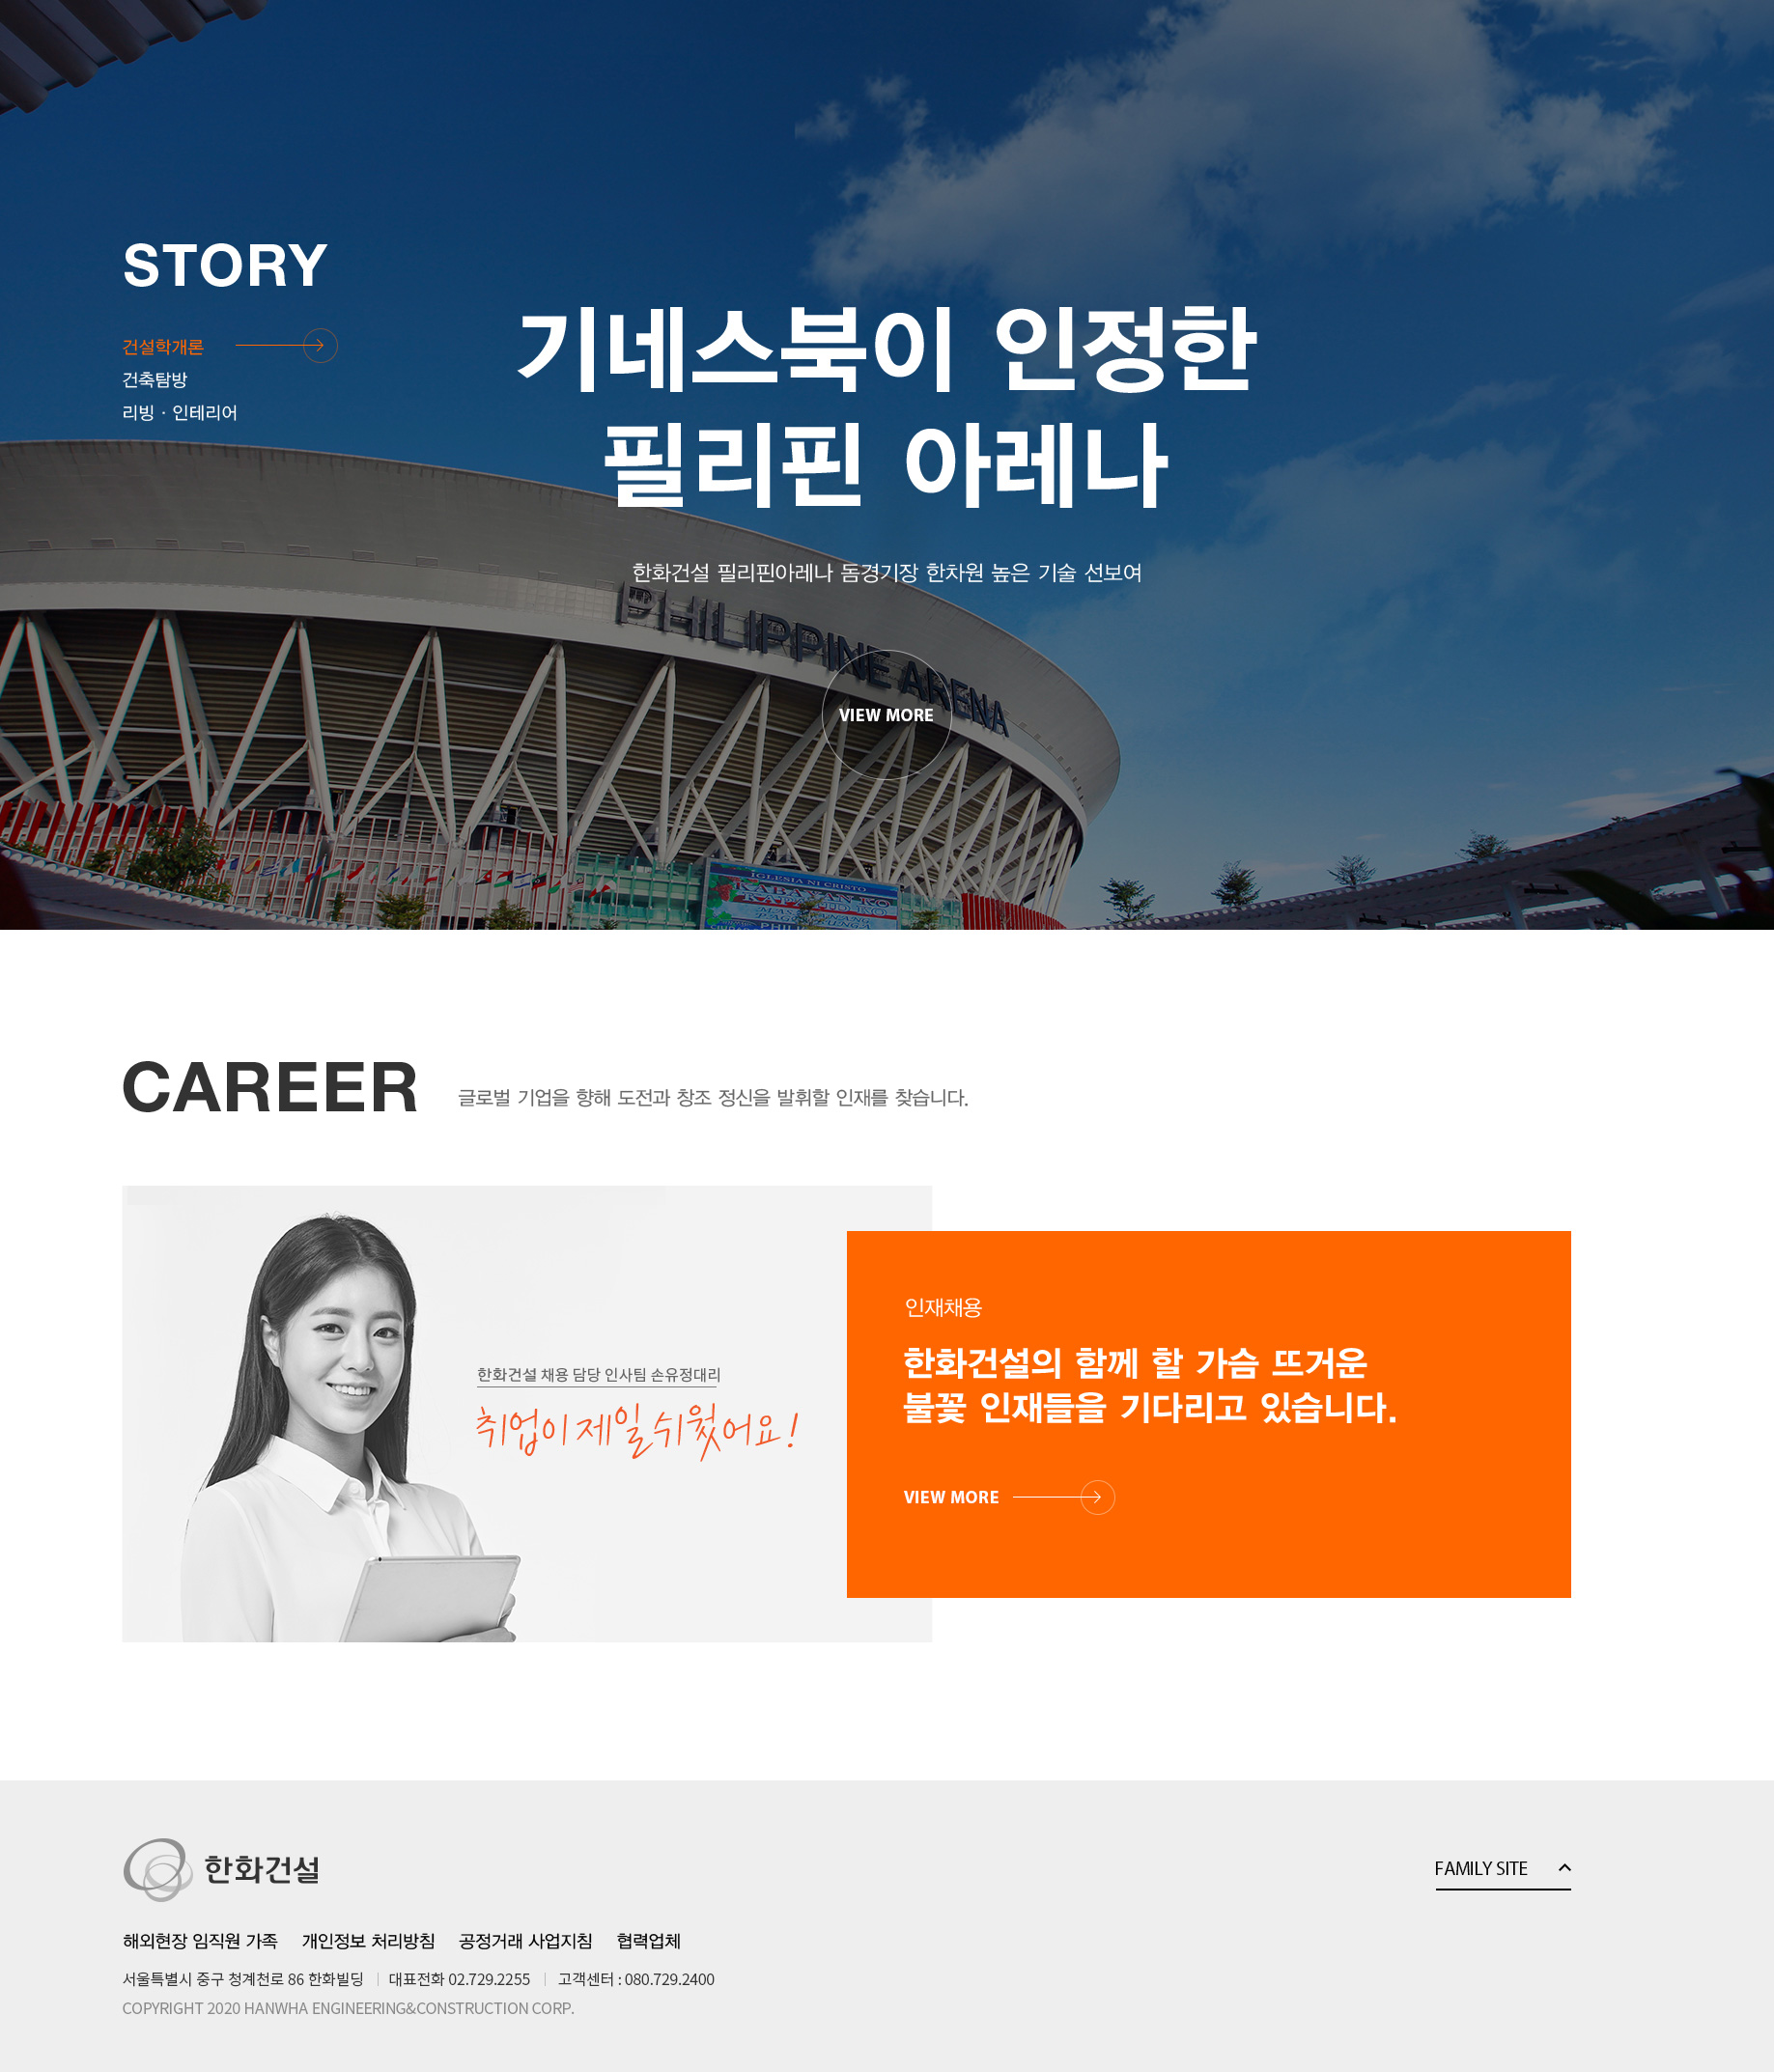 STORY
건설학개론
건축탐방
리빙 · 인테리어
기네스북이 인정한
필리핀 아레나
한화건설 필리핀아레나 돔경기장 한차원 높은 기술 선보여
PHILIPPINE ARENA
VIEW MORE
IGLESIA NI CRISTO
KABAYAN KO
KAPATID KO
CAREER
글로벌 기업을 향해 도전과 창조 정신을 발휘할 인재를 찾습니다.
한화건설 채용 담당 인사팀 손유정대리
취업이 제일 쉬웠어요!
인재채용
한화건설의 함께 할 가슴 뜨거운
불꽃 인재들을 기다리고 있습니다.
VIEW MORE
한화건설
FAMILY SITE
해외현장 임직원 가족 개인정보 처리방침 공정거래 사업지침 협력업체
서울특별시 중구 청계천로 86 한화빌딩 | 대표전화 02.729.2255 | 고객센터 : 080.729.2400
COPYRIGHT 2020 HANWHA ENGINEERING&CONSTRUCTION CORP.